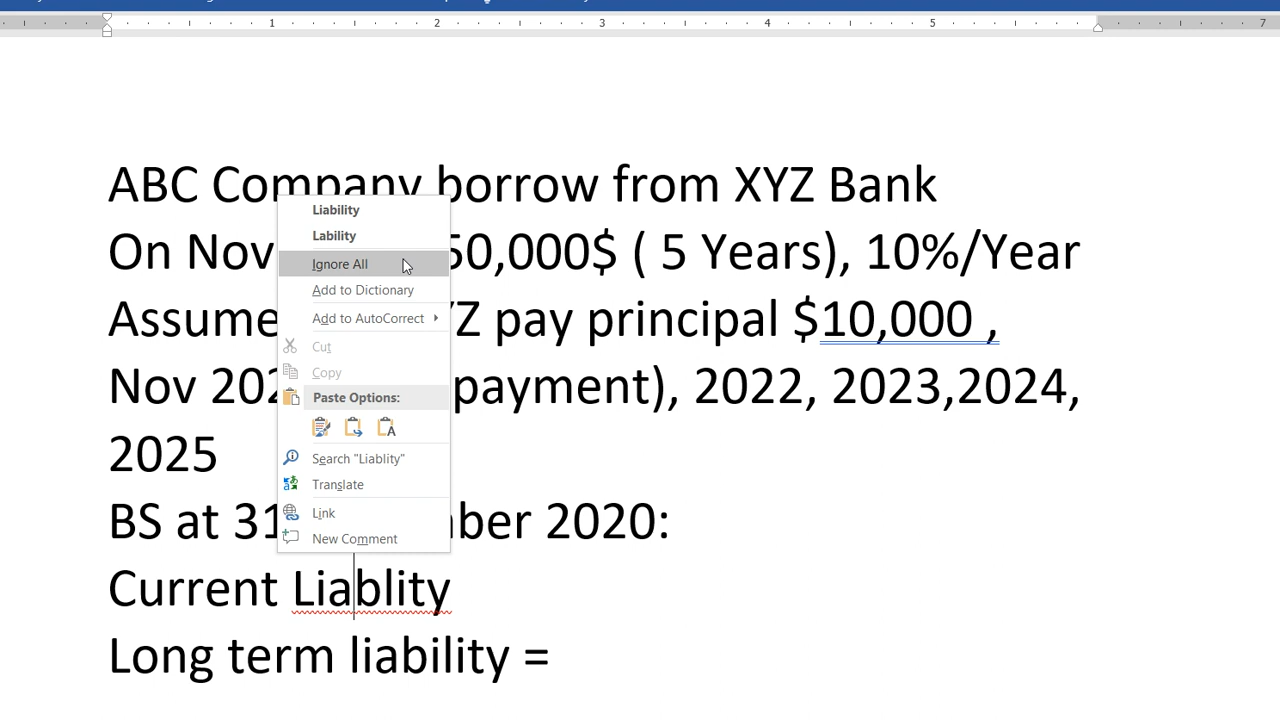 1 2 3 4 5 6 7
ABC Company borrow from XYZ Bank
On Nov 50,000$ ( 5 Years), 10%/Year
Assume YZ pay principal $10,000 ,
Nov 202 payment), 2022, 2023,2024,
2025
BS at 31 mber 2020:
Current Liablity
Long term liability =
Liability
Lability
Ignore All
Add to Dictionary
Add to AutoCorrect
Cut
Copy
Paste Options:
Search "Liablity"
Translate
Link
New Comment